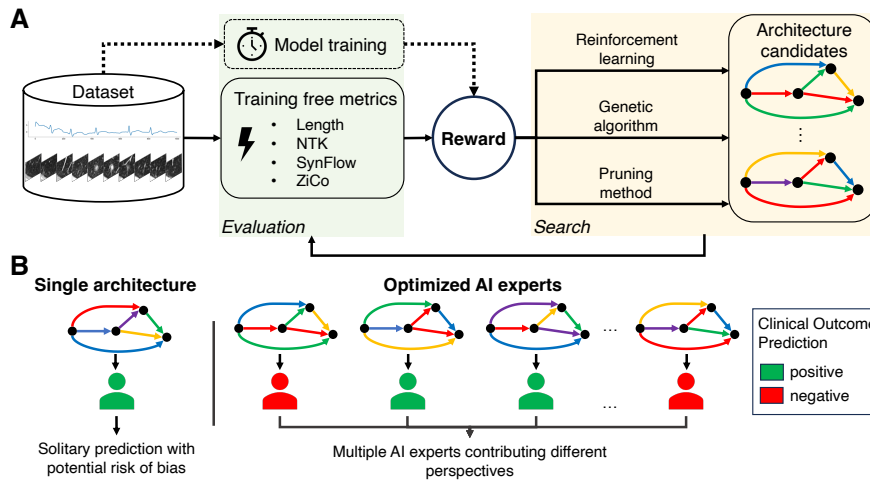 A
Dataset
Model training
Training free metrics
• Length
• NTK
• SynFlow
• ZiCo
Evaluation
Reward
Reinforcement
learning
Genetic
algorithm
Pruning
method
Search
Architecture
candidates
...
B
Single architecture
Optimized AI experts
...
...
Solitary prediction with
potential risk of bias
Multiple AI experts contributing different
perspectives
Clinical Outcome
Prediction
positive
negative